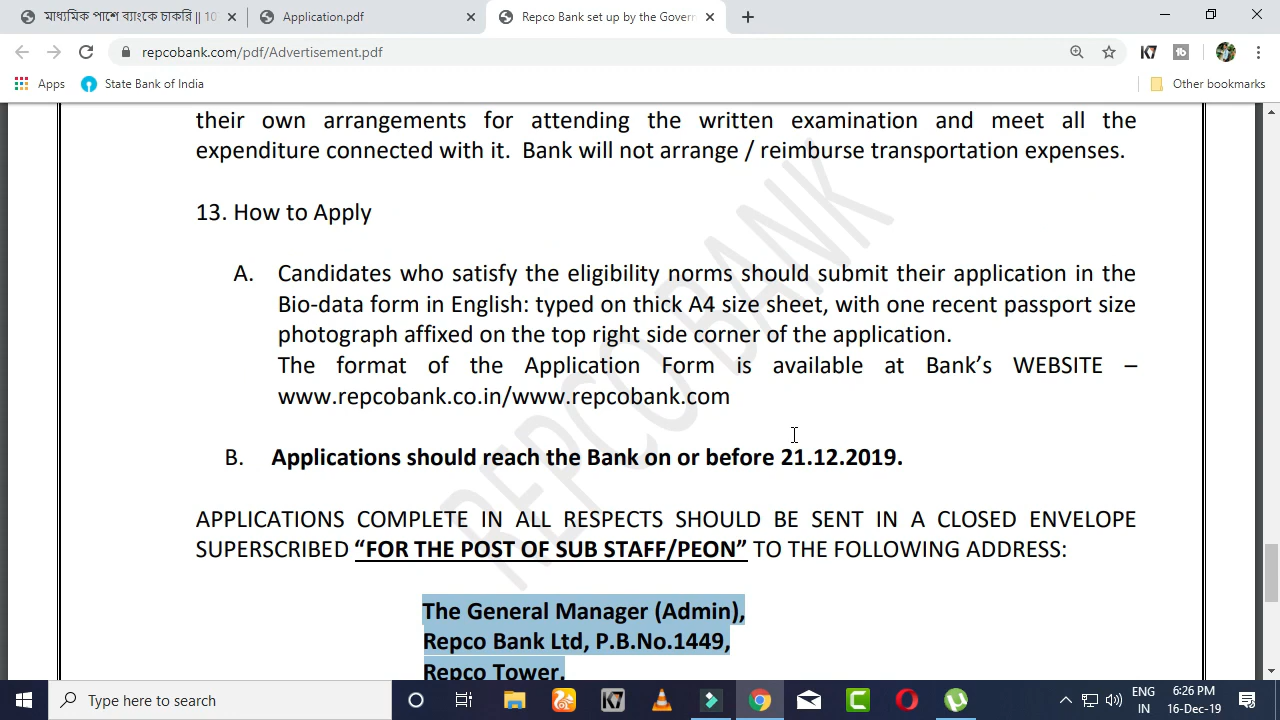 মাধ্যমিক পাশে ব্যাংকে চাকরি || 10
Application.pdf
Repco Bank set up by the Gover
repcobank.com/pdf/Advertisement.pdf
K7
tb
Apps
State Bank of India
Other bookmarks
their own arrangements for attending the written examination and meet all the
expenditure connected with it. Bank will not arrange / reimburse transportation expenses.
13. How to Apply
A. Candidates who satisfy the eligibility norms should submit their application in the
Bio-data form in English: typed on thick A4 size sheet, with one recent passport size
photograph affixed on the top right side corner of the application.
The format of the Application Form is available at Bank’s WEBSITE –
www.repcobank.co.in/www.repcobank.com
B. Applications should reach the Bank on or before 21.12.2019.
APPLICATIONS COMPLETE IN ALL RESPECTS SHOULD BE SENT IN A CLOSED ENVELOPE
SUPERSCRIBED “FOR THE POST OF SUB STAFF/PEON” TO THE FOLLOWING ADDRESS:
The General Manager (Admin),
Repco Bank Ltd, P.B.No.1449,
Repco Tower,
REPCO BANK
Type here to search
K7
ENG
IN
6:26 PM
16-Dec-19